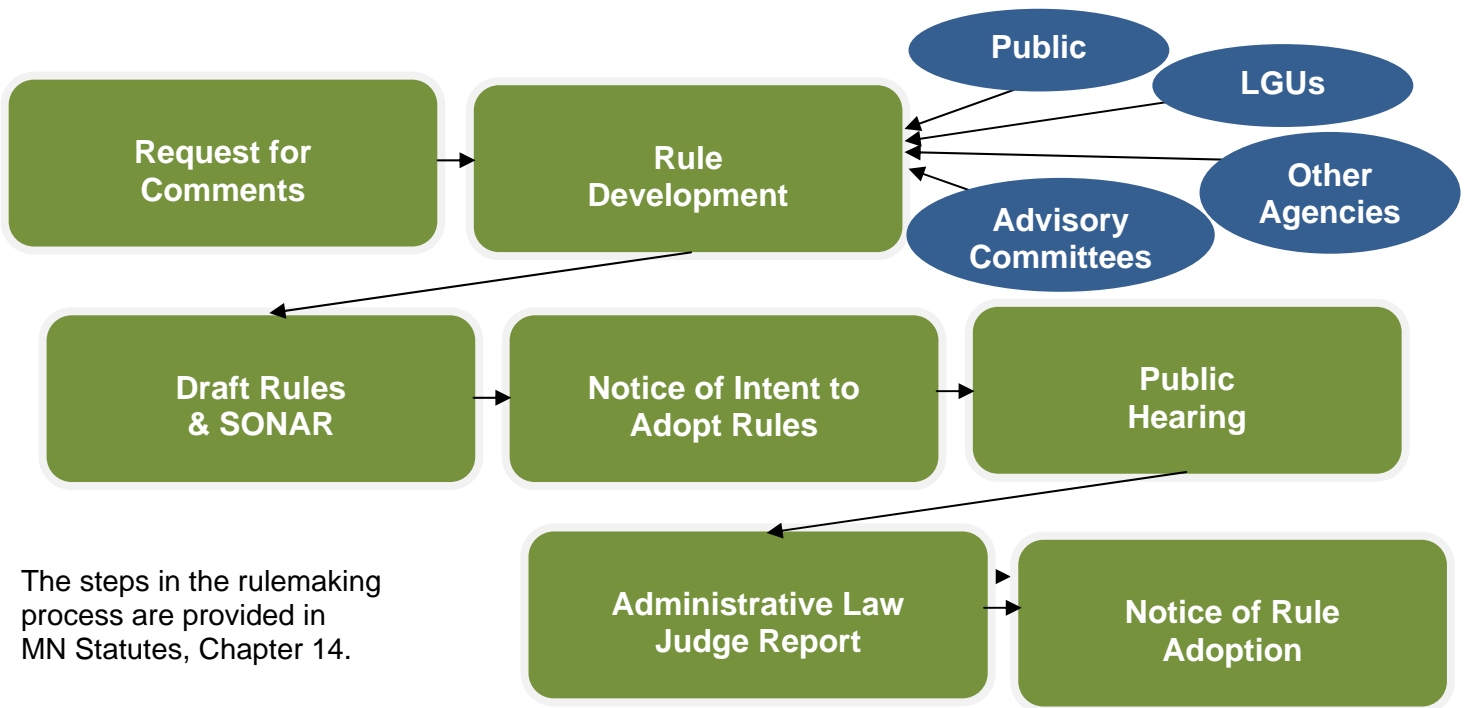 Public
LGUs
Request for
Comments
Rule
Development
Other
Agencies
Advisory
Committees
Draft Rules
& SONAR
Notice of Intent to
Adopt Rules
Public
Hearing
The steps in the rulemaking
process are provided in
MN Statutes, Chapter 14.
Administrative Law
Judge Report
Notice of Rule
Adoption